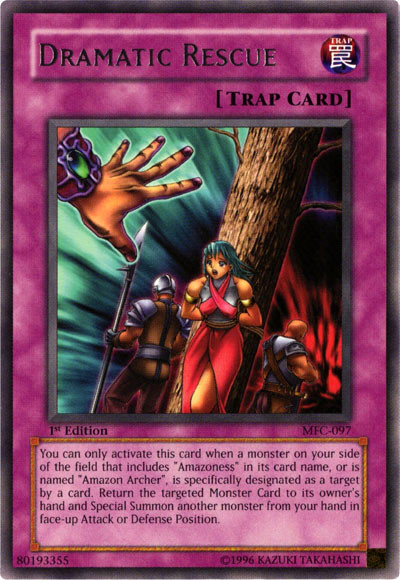 DRAMATIC RESCUE
TRAP
罠
[TRAP CARD]
1st Edition
MFC-097
You can only activate this card when a monster on your side
of the field that includes "Amazoness" in its card name, or is
named "Amazon Archer", is specifically designated as a target
by a card. Return the targeted Monster Card to its owner's
hand and Special Summon another monster from your hand in
face-up Attack or Defense Position.
80193355
©1996 KAZUKI TAKAHASHI